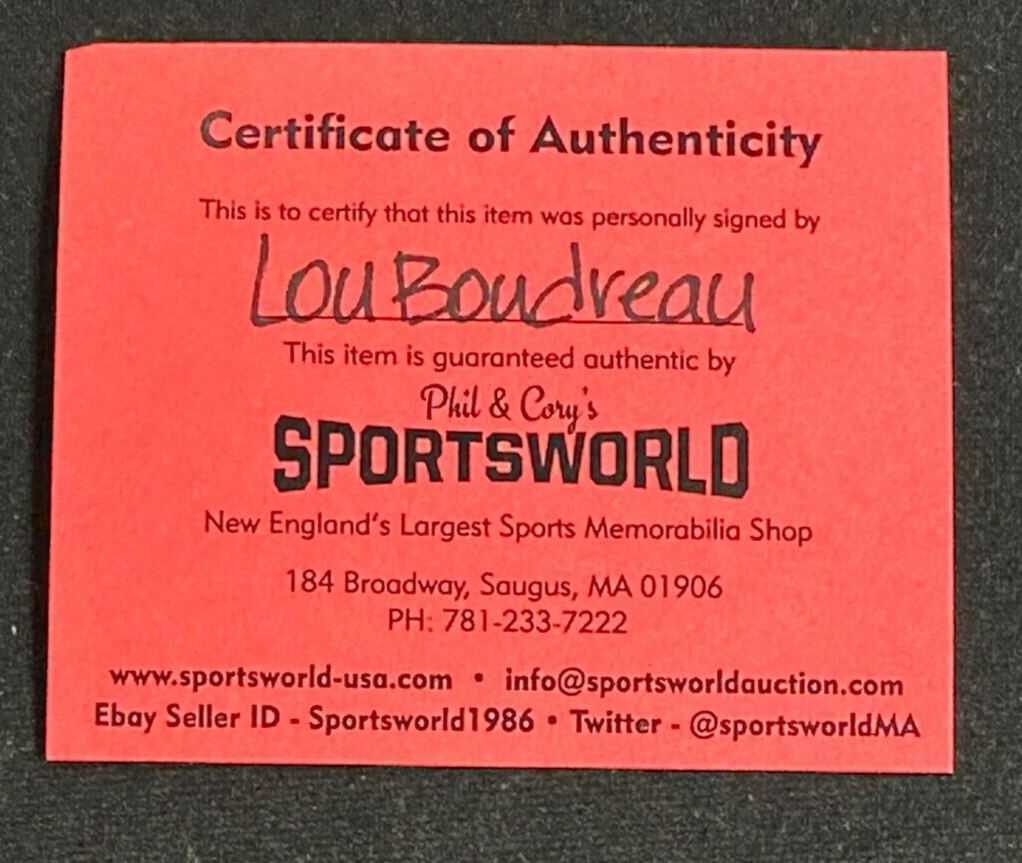 Certificate of Authenticity
This is to certify that this item was personally signed by
Lou Boudreau
This item is guaranteed authentic by
Phil & Cory's
SPORTSWORLD
New England's Largest Sports Memorabilia Shop
184 Broadway, Saugus, MA 01906
PH: 781-233-7222
www.sportsworld-usa.com • info@sportsworldauction.com
Ebay Seller ID - Sportsworld1986 • Twitter - @sportsworldMA